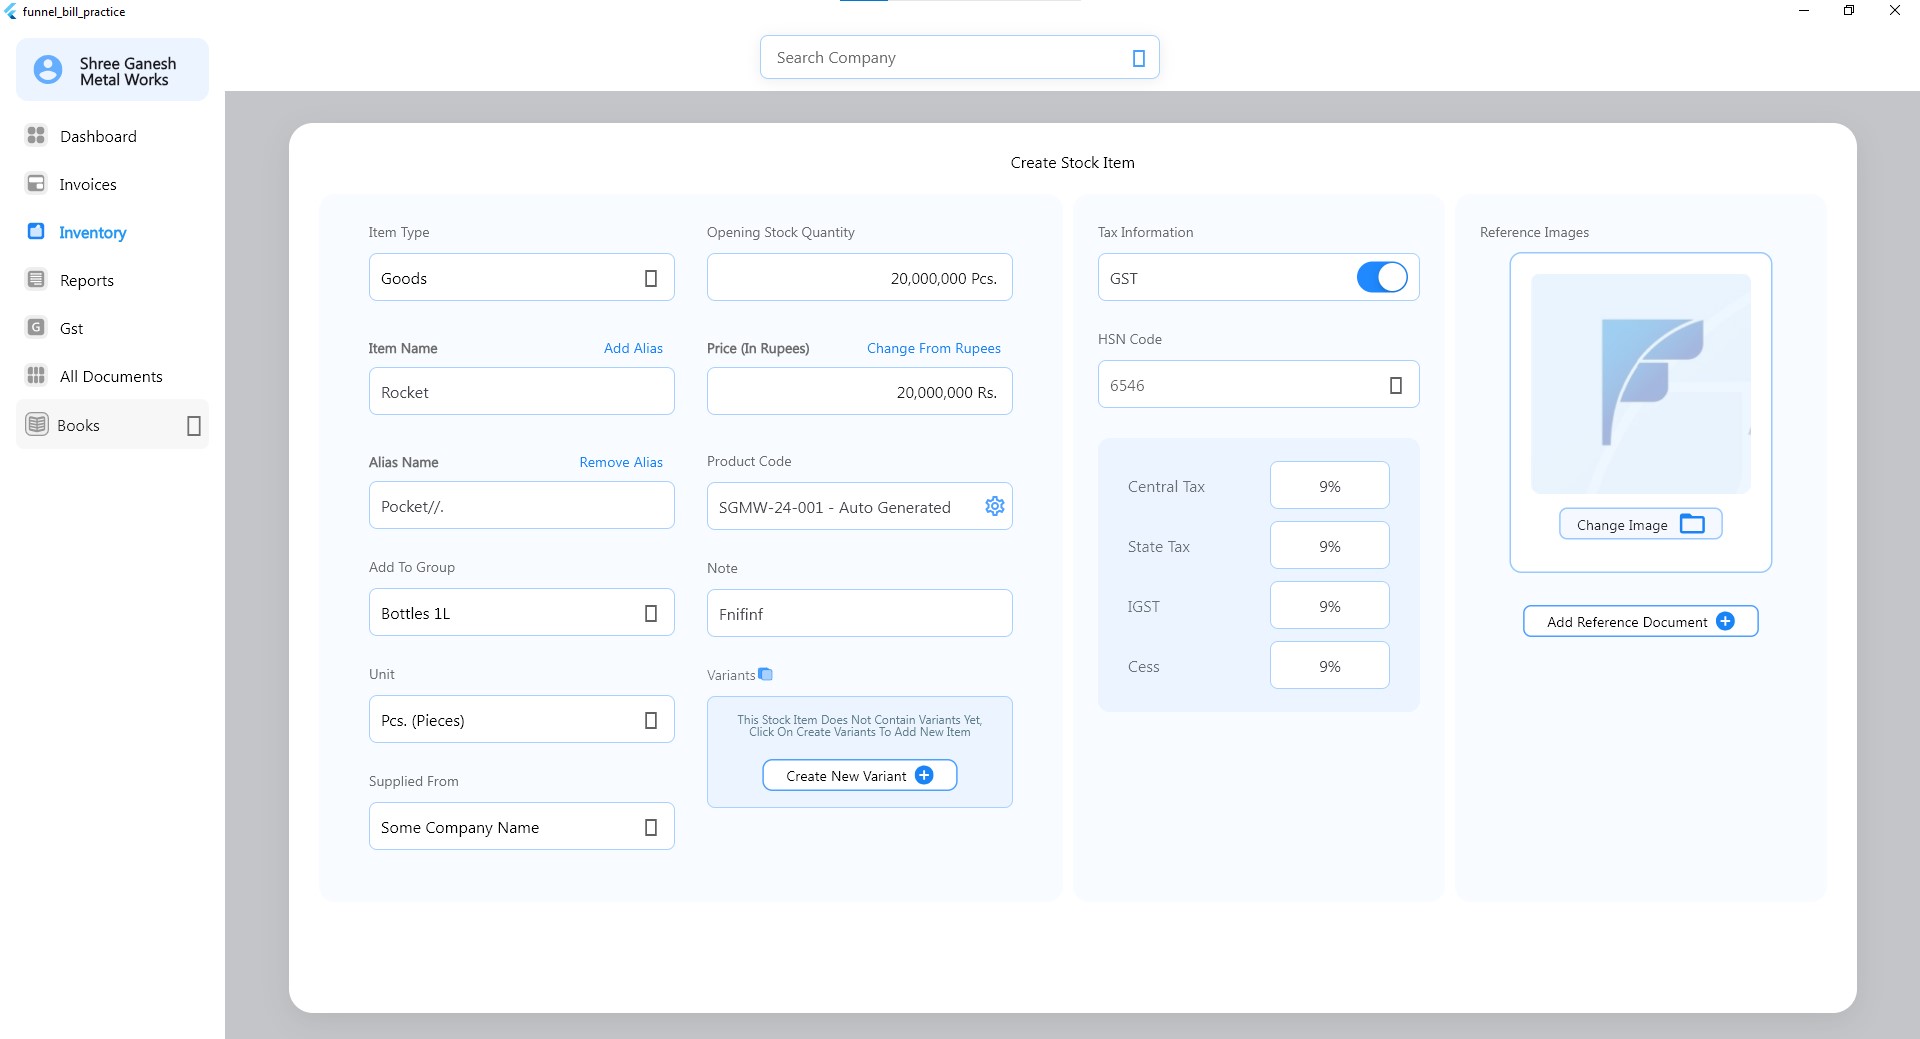 funnel_bill_practice
Shree Ganesh
Metal Works
Search Company
Dashboard
Invoices
Inventory
Reports
G
Gst
All Documents
Books
Create Stock Item
Item Type
Goods
Opening Stock Quantity
20,000,000 Pcs.
Item Name
Add Alias
Rocket
Price (In Rupees)
Change From Rupees
20,000,000 Rs.
Alias Name
Remove Alias
Pocket//.
Product Code
SGMW-24-001 - Auto Generated
Add To Group
Bottles 1L
Note
Fnifinf
Unit
Pcs. (Pieces)
Variants
This Stock Item Does Not Contain Variants Yet,
Click On Create Variants To Add New Item
Create New Variant
Supplied From
Some Company Name
Tax Information
GST
HSN Code
6546
Central Tax
9%
State Tax
9%
IGST
9%
Cess
9%
Reference Images
Change Image
Add Reference Document